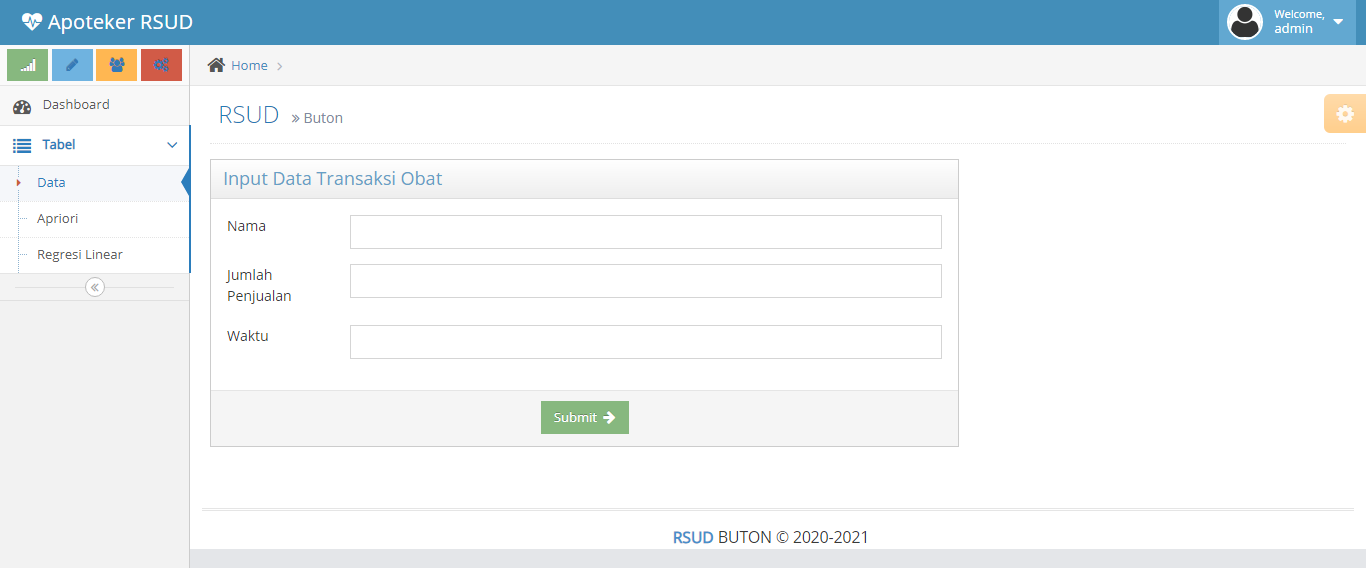 Apoteker RSUD
Welcome,
admin
Home
Dashboard
Tabel
Data
Apriori
Regresi Linear
RSUD » Buton
Input Data Transaksi Obat
Nama
Jumlah
Penjualan
Waktu
Submit
RSUD BUTON © 2020-2021